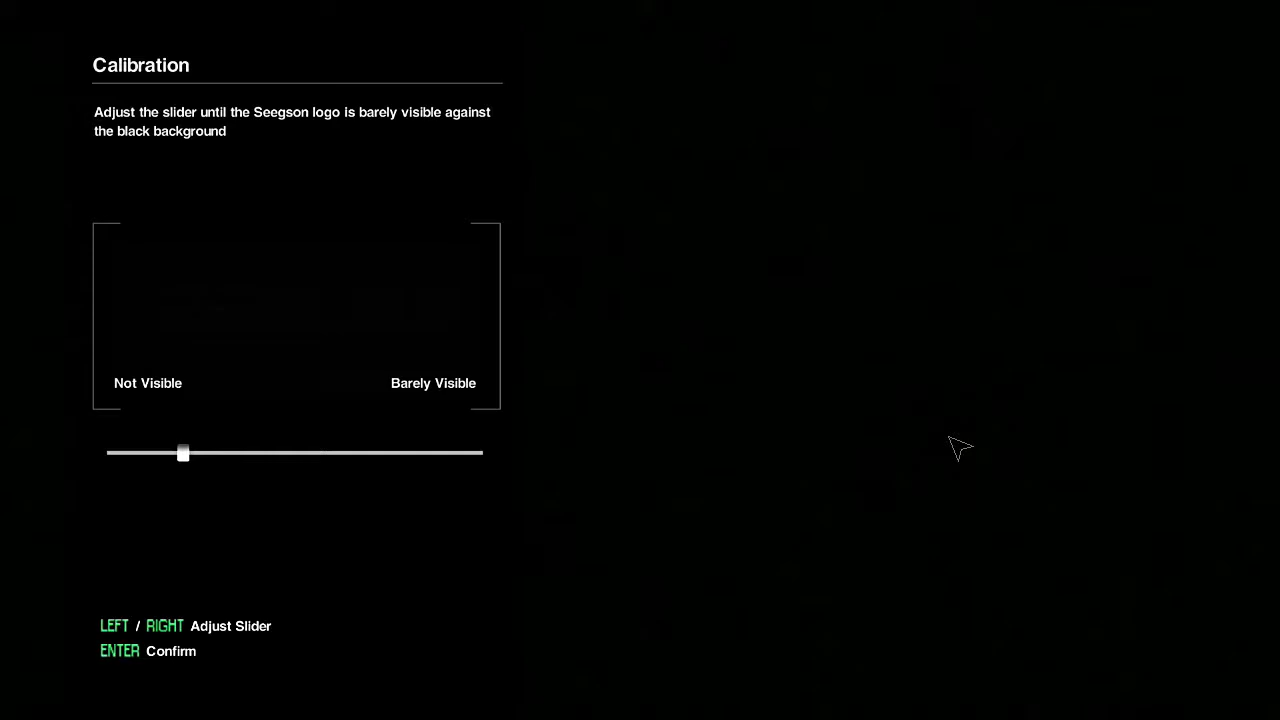 Calibration
Adjust the slider until the Seegson logo is barely visible against
the black background
Not Visible Barely Visible
LEFT / RIGHT Adjust Slider
ENTER Confirm